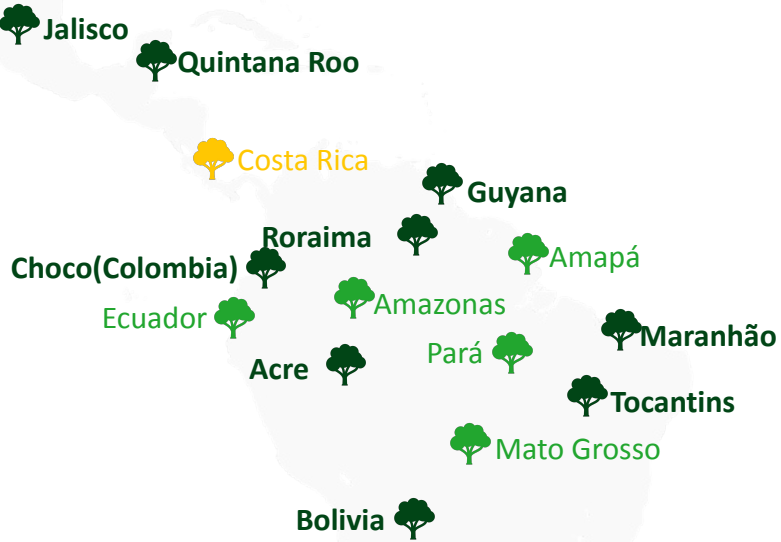 Jalisco
Quintana Roo
Costa Rica
Guyana
Roraima
Amapá
Choco(Colombia)
Amazonas
Ecuador
Maranhão
Pará
Acre
Tocantins
Mato Grosso
Bolivia